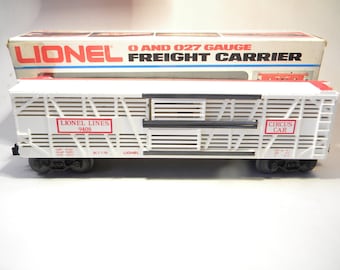 LIONEL
O AND O27 GAUGE
FREIGHT CARRIER
LIONEL LINES
9406
CIRCUS
CAR
LIONEL